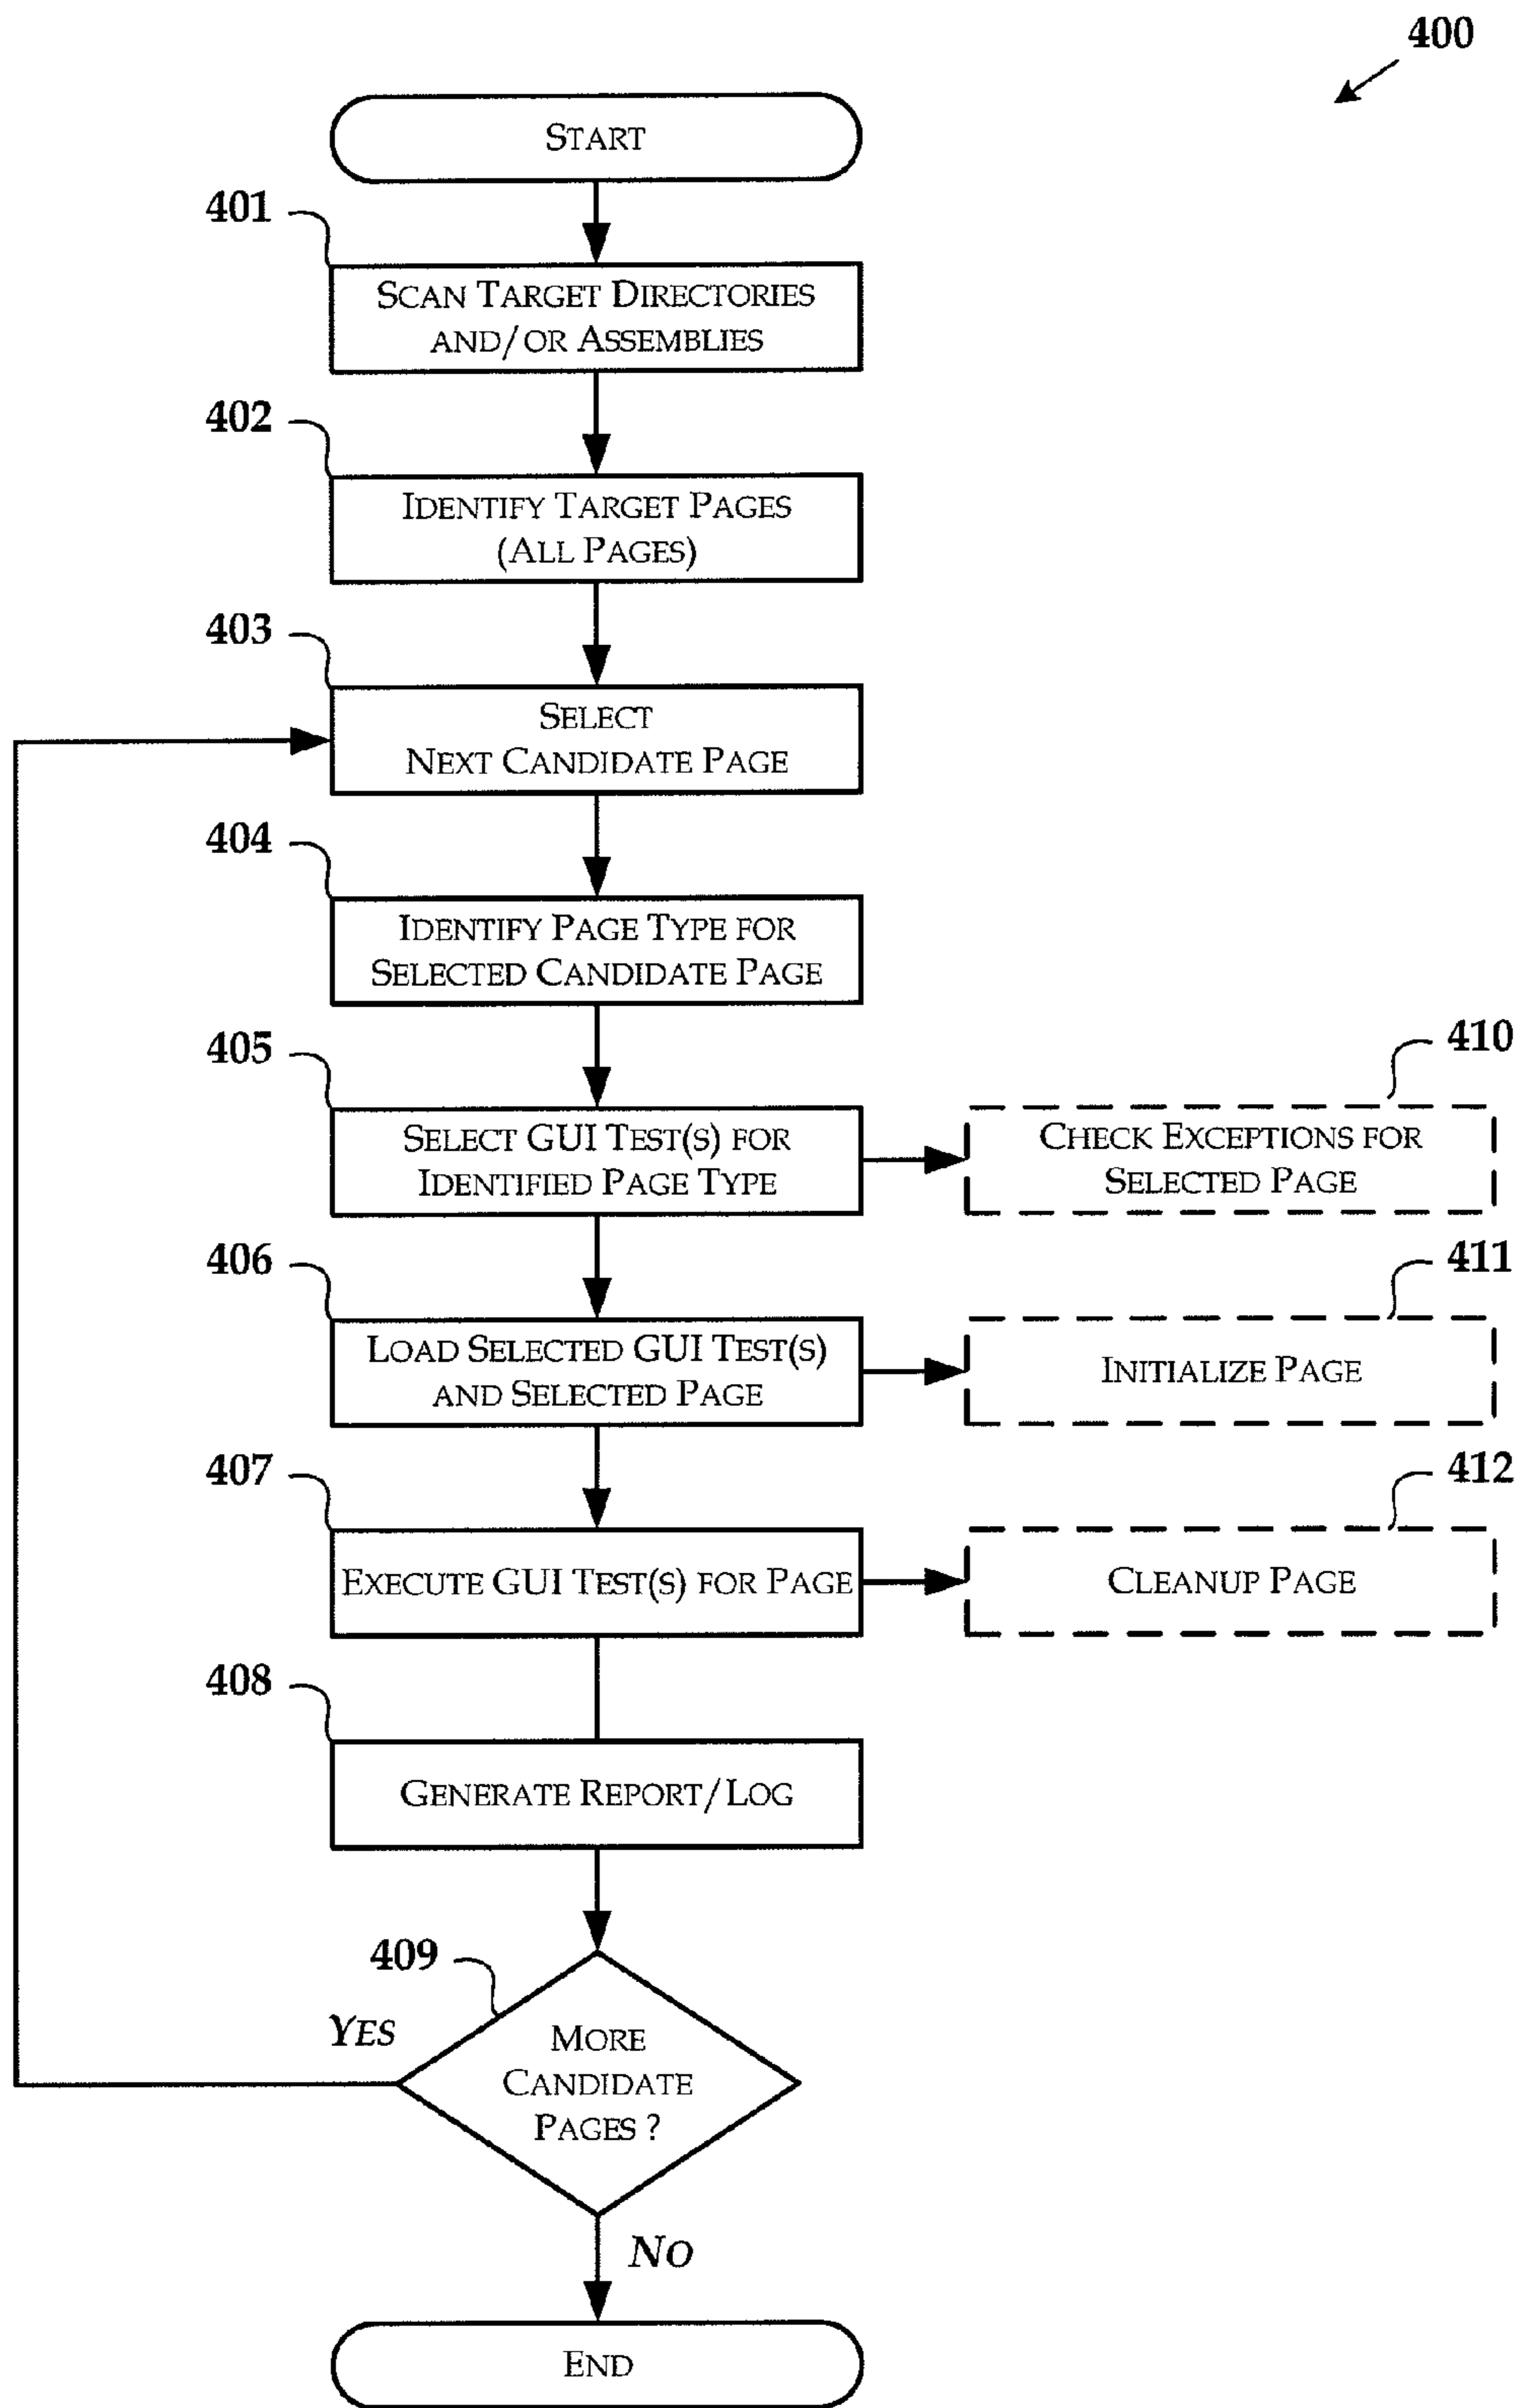 400
START
401
SCAN TARGET DIRECTORIES
AND/OR ASSEMBLIES
402
IDENTIFY TARGET PAGES
(ALL PAGES)
403
SELECT
NEXT CANDIDATE PAGE
404
IDENTIFY PAGE TYPE FOR
SELECTED CANDIDATE PAGE
405
SELECT GUI TEST(S) FOR
IDENTIFIED PAGE TYPE
410
CHECK EXCEPTIONS FOR
SELECTED PAGE
406
LOAD SELECTED GUI TEST(S)
AND SELECTED PAGE
411
INITIALIZE PAGE
407
EXECUTE GUI TEST(S) FOR PAGE
412
CLEANUP PAGE
408
GENERATE REPORT/LOG
409
YES
MORE
CANDIDATE
PAGES ?
NO
END